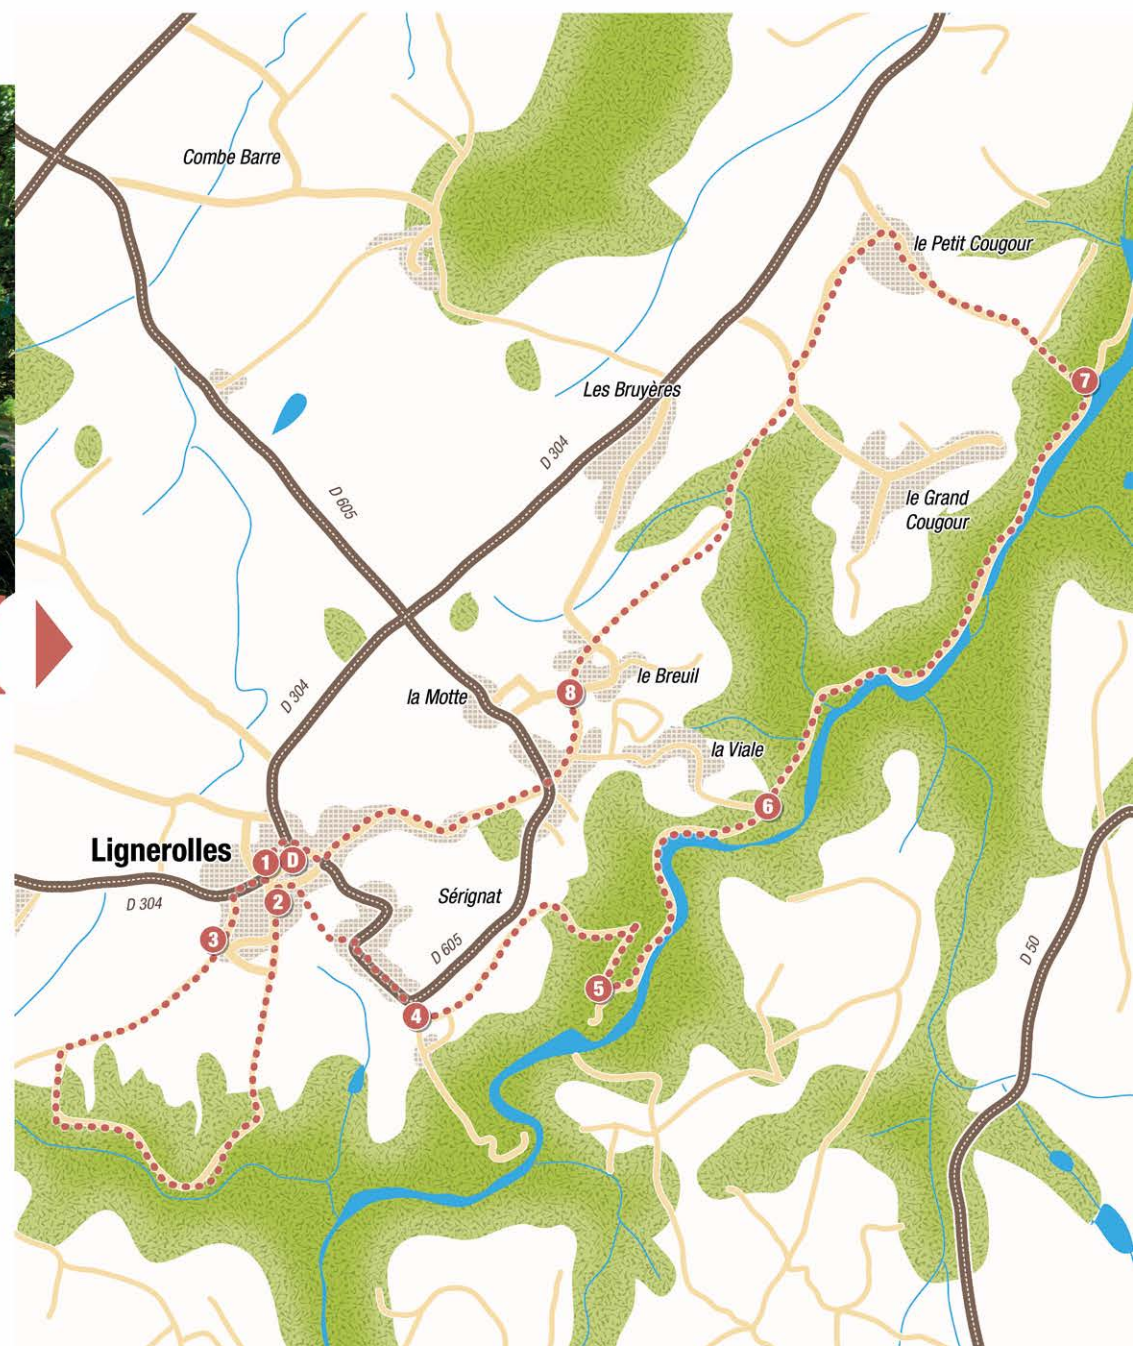 Combe Barre
le Petit Cougour
7
Les Bruyères
D 304
D 605
le Grand
Cougour
D 304
la Motte
8
le Breuil
la Viale
6
Lignerolles
1
D
2
D 304
3
Sérignat
D 605
4
5
D 50